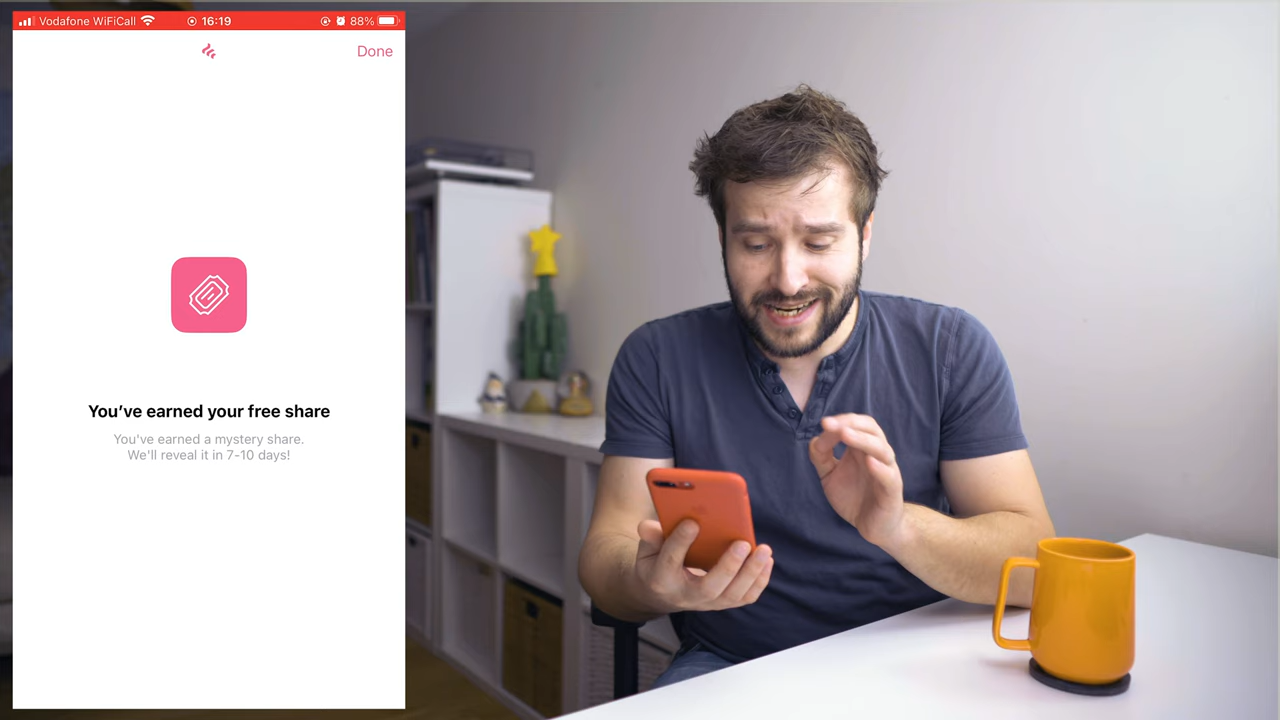 Vodafone WiFiCall 16:19 88%
Done
You've earned your free share
You've earned a mystery share.
We'll reveal it in 7-10 days!